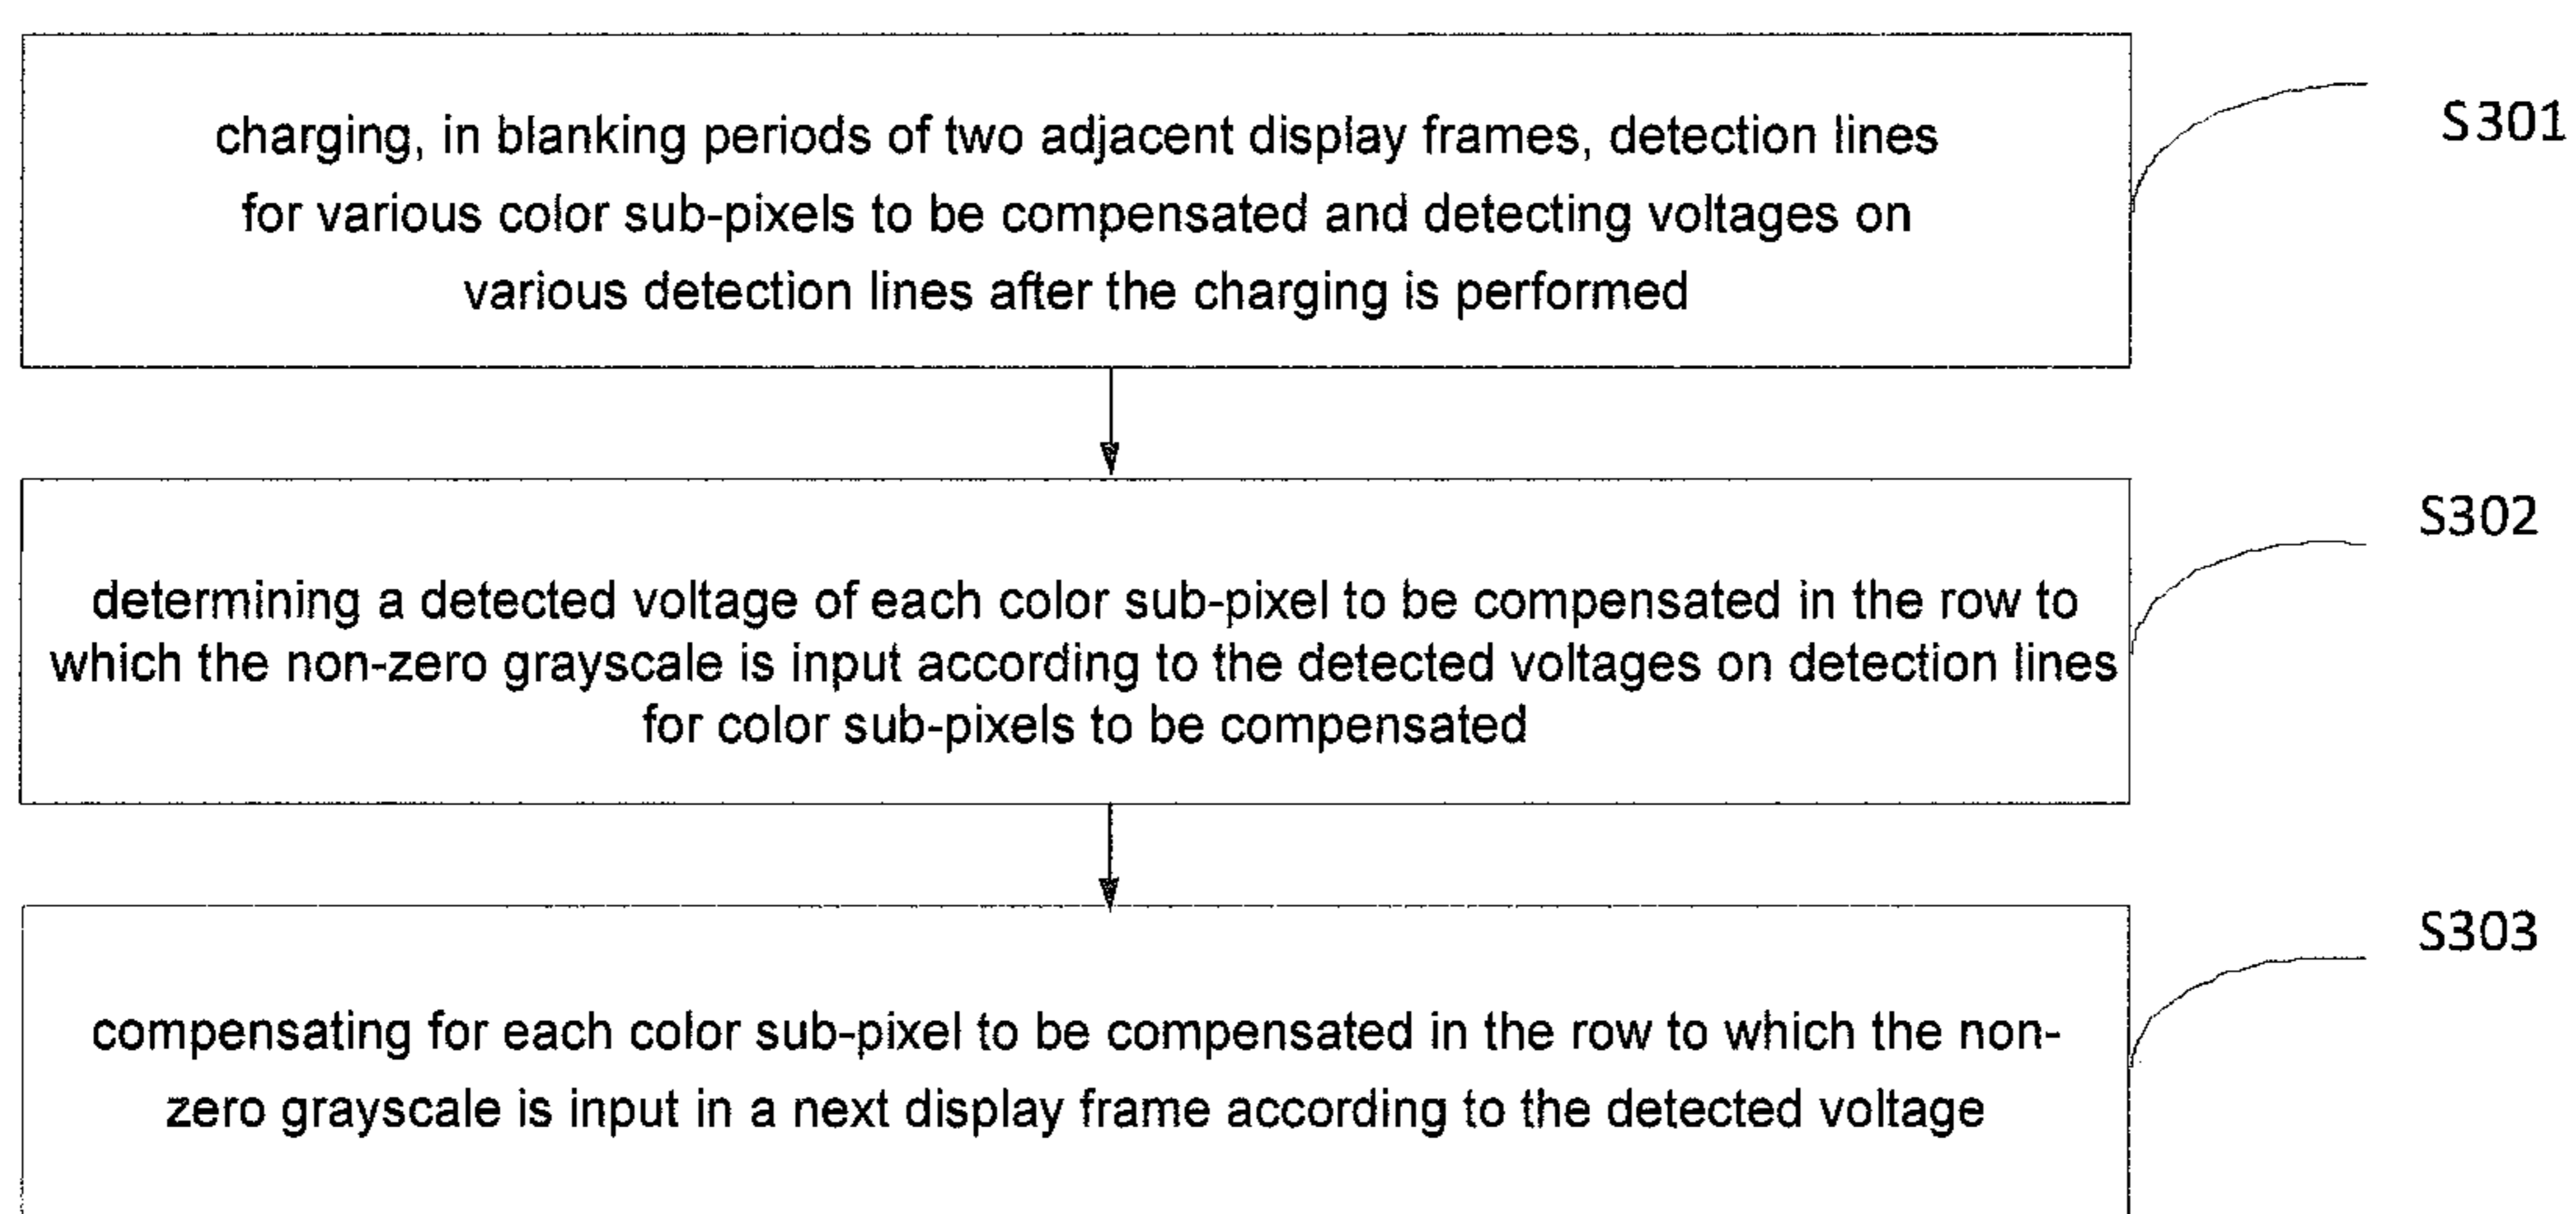 charging, in blanking periods of two adjacent display frames, detection lines
for various color sub-pixels to be compensated and detecting voltages on
various detection lines after the charging is performed
S301
determining a detected voltage of each color sub-pixel to be compensated in the row to
which the non-zero grayscale is input according to the detected voltages on detection lines
for color sub-pixels to be compensated
S302
compensating for each color sub-pixel to be compensated in the row to which the non-
zero grayscale is input in a next display frame according to the detected voltage
S303